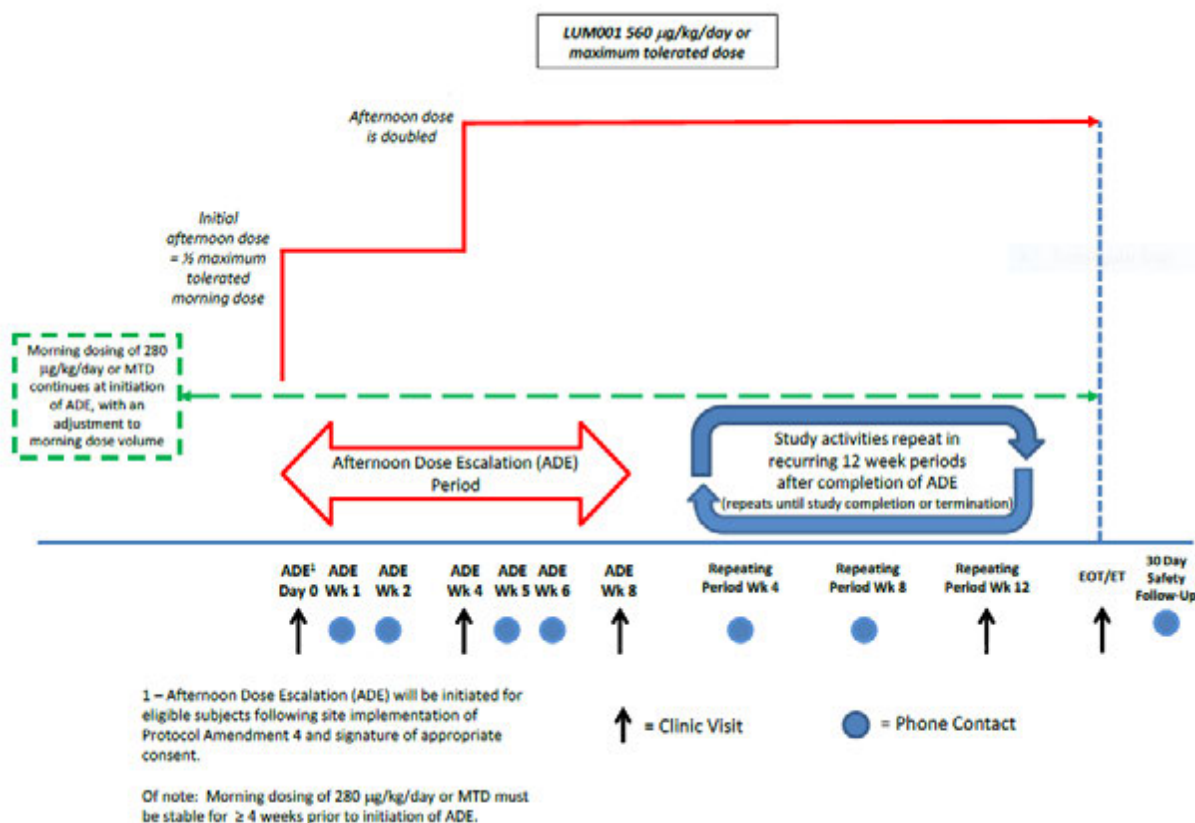 LUM001 560 µg/kg/day or
maximum tolerated dose
Afternoon dose
is doubled
Initial
afternoon dose
= ½ maximum
tolerated
morning dose
Morning dosing of 280
µg/kg/day or MTD
continues at initiation
of ADE, with an
adjustment to
morning dose volume
Afternoon Dose Escalation (ADE)
Period
Study activities repeat in
recurring 12 week periods
after completion of ADE
(repeats until study completion or termination)
ADE¹
Day 0
ADE
Wk 1
ADE
Wk 2
ADE
Wk 4
ADE
Wk 5
ADE
Wk 6
ADE
Wk 8
Repeating
Period Wk 4
Repeating
Period Wk 8
Repeating
Period Wk 12
EOT/ET
30 Day
Safety
Follow-Up
1 – Afternoon Dose Escalation (ADE) will be initiated for
eligible subjects following site implementation of
Protocol Amendment 4 and signature of appropriate
consent.
= Clinic Visit
= Phone Contact
Of note: Morning dosing of 280 µg/kg/day or MTD must
be stable for ≥ 4 weeks prior to initiation of ADE.